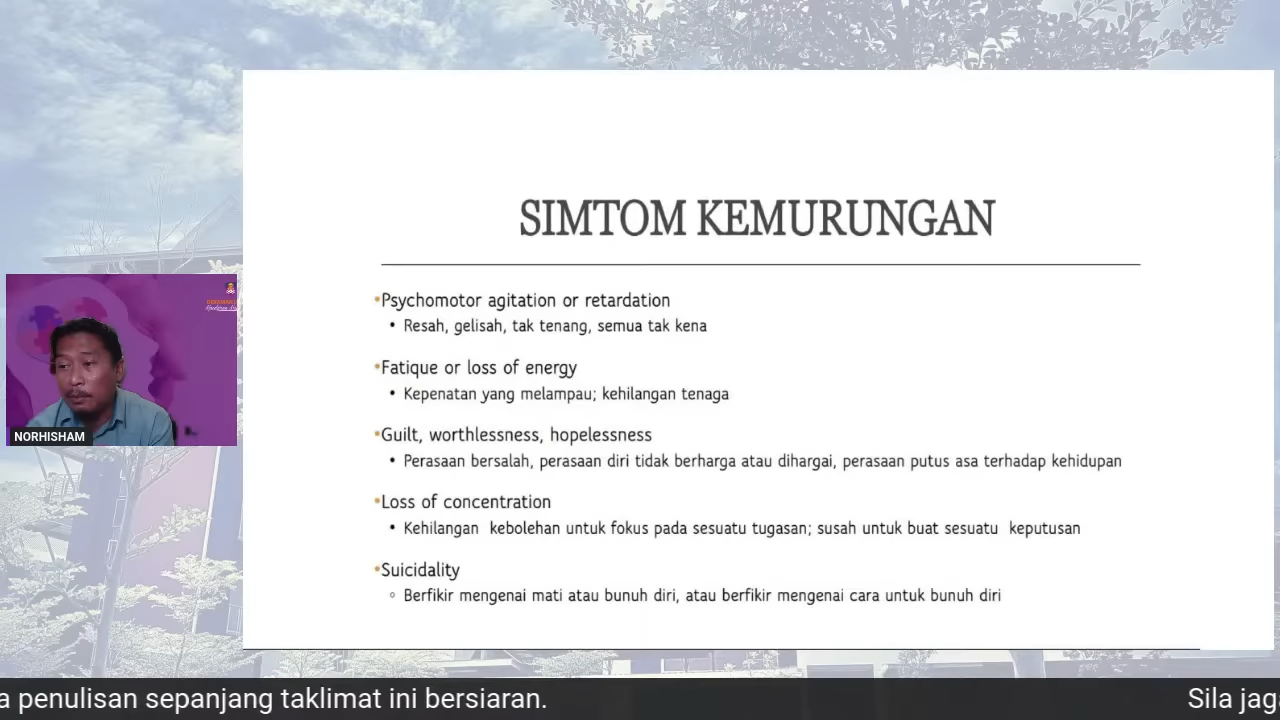 SIMTOM KEMURUNGAN
•Psychomotor agitation or retardation
• Resah, gelisah, tak tenang, semua tak kena
•Fatique or loss of energy
• Kepenatan yang melampau; kehilangan tenaga
•Guilt, worthlessness, hopelessness
• Perasaan bersalah, perasaan diri tidak berharga atau dihargai, perasaan putus asa terhadap kehidupan
•Loss of concentration
• Kehilangan kebolehan untuk fokus pada sesuatu tugasan; susah untuk buat sesuatu keputusan
•Suicidality
◦ Berfikir mengenai mati atau bunuh diri, atau berfikir mengenai cara untuk bunuh diri
NORHISHAM
a penulisan sepanjang taklimat ini bersiaran. Sila jag